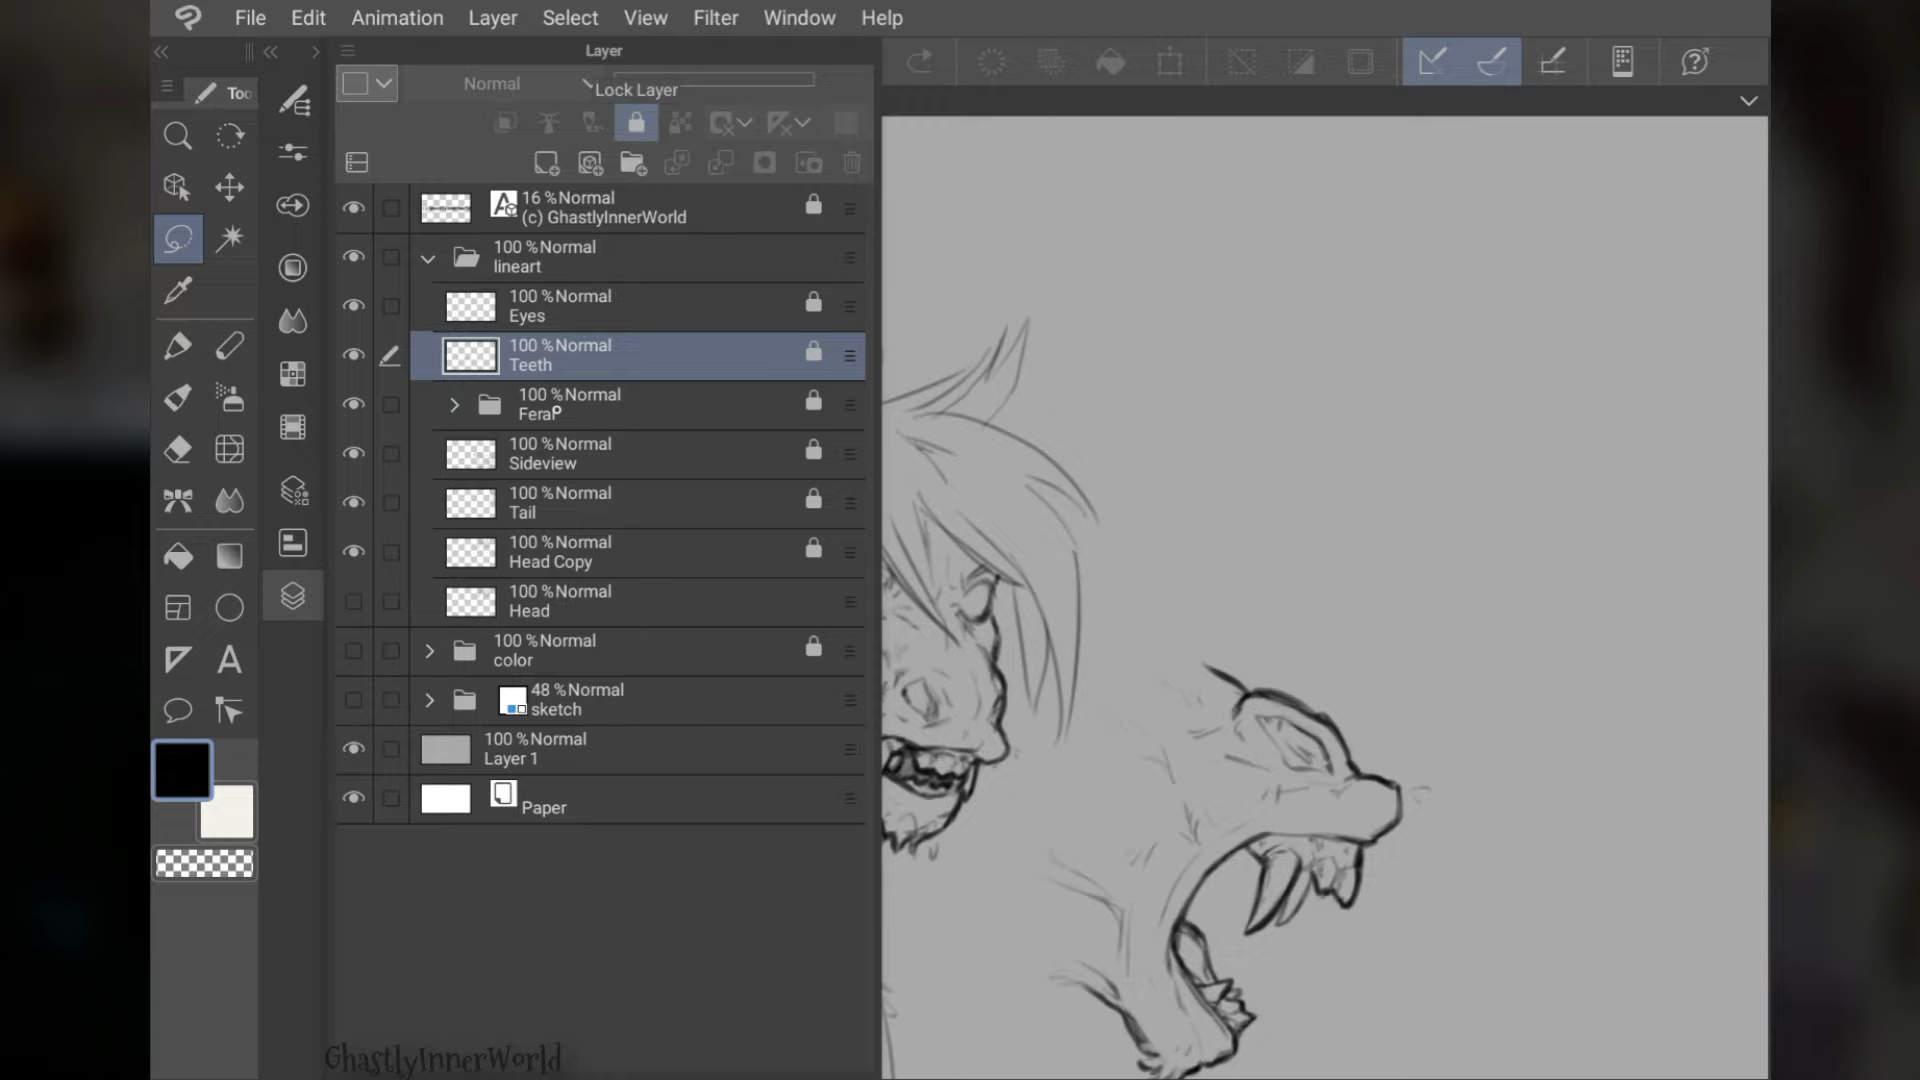 File Edit Animation Layer Select View Filter Window Help
Layer
Too
Normal
Lock Layer
16 %Normal
(c) GhastlyInnerWorld
100 %Normal
lineart
100 %Normal
Eyes
100 %Normal
Teeth
100 %Normal
Feral
100 %Normal
Sideview
100 %Normal
Tail
100 %Normal
Head Copy
100 %Normal
Head
100 %Normal
color
48 %Normal
sketch
100 %Normal
Layer 1
Paper
GhastlyInnerWorld